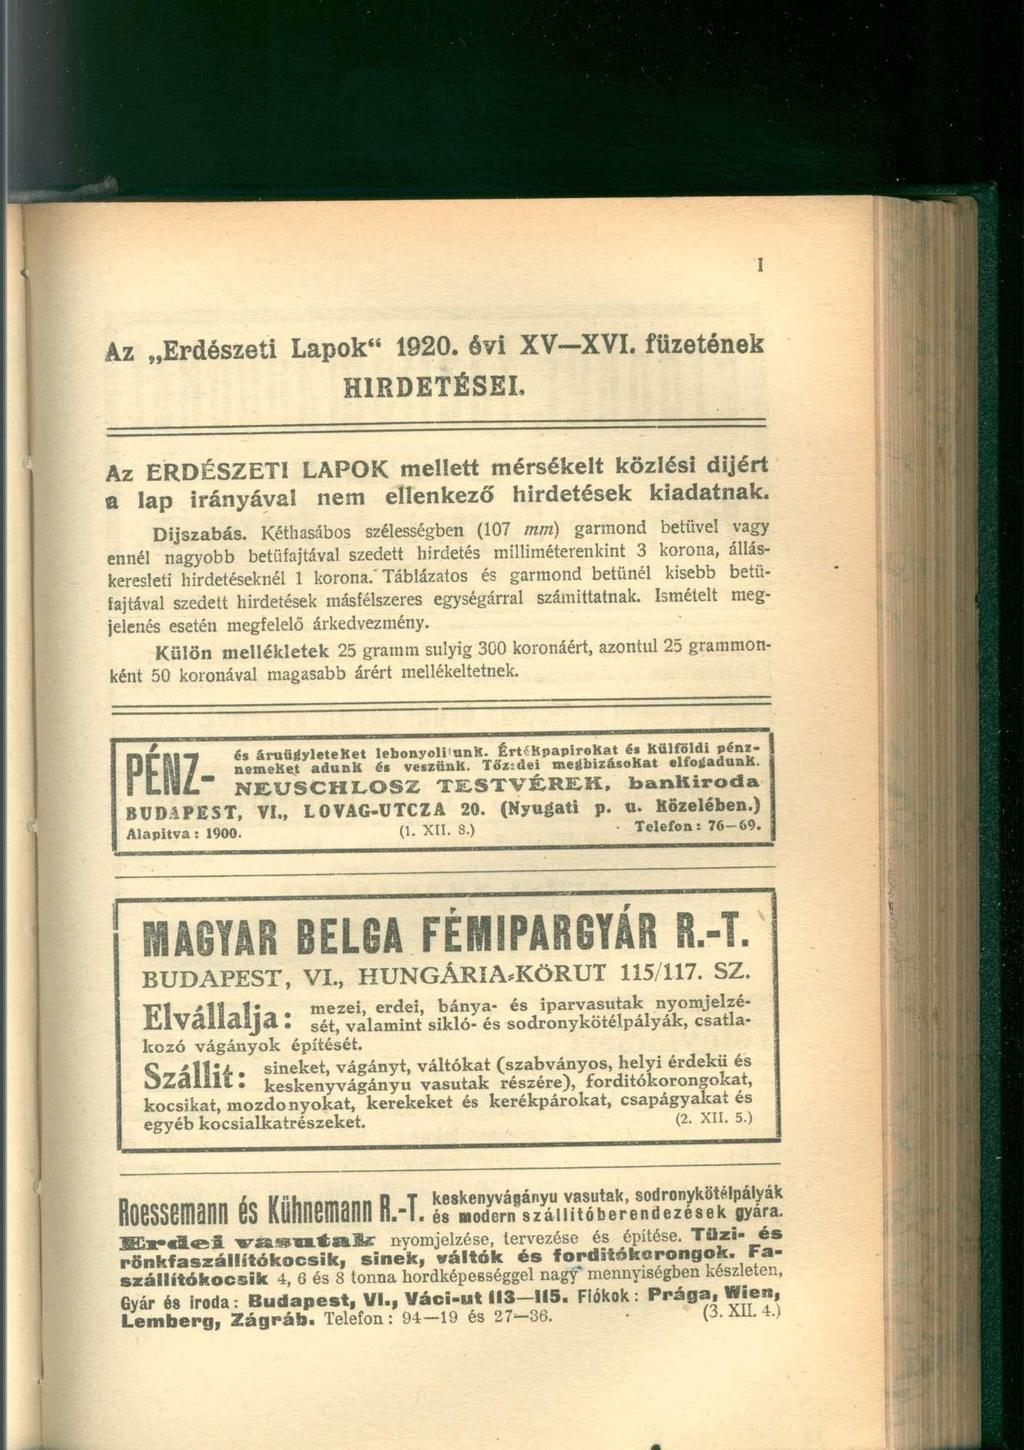 I
Az „Erdészeti Lapok“ 1920. évi XV—XVI. füzetének
HIRDETÉSEI.
Az ERDÉSZETI LAPOK mellett mérsékelt közlési dijért
a lap irányával nem ellenkező hirdetések kiadatnak.
Dijszabás. Kéthasábos szélességben (107 mm) garmond betüvel vagy
ennél nagyobb betüfajtával szedett hirdetés milliméterenkint 3 korona, állás-
keresleti hirdetéseknél 1 korona. Táblázatos és garmond betünél kisebb betü-
fajtával szedett hirdetések másfélszeres egységárral számittatnak. Ismételt meg-
jelenés esetén megfelelő árkedvezmény.
Külön mellékletek 25 gramm sulyig 300 koronáért, azontul 25 grammon-
ként 50 koronával magasabb árért mellékeltetnek.
PÉNZ- és áruügyleteket lebonyolitunk. Értékpapirokat és külföldi pénz-
nemeket adunk és veszünk. Tőzsdei megbizásokat elfogadunk.
NEUSCHLOSZ TESTVÉREK, bankiroda
BUDAPEST, VI., LOVAG-UTCZA 20. (Nyugati p. u. közelében.)
Alapitva: 1900. (1. XII. 8.) Telefon: 76—69.
MAGYAR BELGA FÉMIPARGYÁR R.-T.
BUDAPEST, VI., HUNGÁRIA-KÖRUT 115/117. SZ.
Elvállalja: mezei, erdei, bánya- és iparvasutak nyomjelzé-
sét, valamint sikló- és sodronykötélpályák, csatla-
kozó vágányok építését.
Szállit: sineket, vágányt, váltókat (szabványos, helyi érdekü és
keskenyvágányu vasutak részére), forditókorongokat,
kocsikat, mozdonyokat, kerekeket és kerékpárokat, csapágyakat és
egyéb kocsialkatrészeket. (2. XII. 5.)
Roessemann és Kühnemann R.-T. keskenyvágányu vasutak, sodronykötélpályák
és modern szállítóberendezések gyára.
Erdei vasutak nyomjelzése, tervezése és építése. Tüzi- és
rönkfaszállítókocsik, sinek, váltók és forditókorongok. Fa-
szállítókocsik 4, 6 és 8 tonna hordképességgel nagy mennyiségben készleten,
Gyár és iroda: Budapest, VI., Váci-ut 113—115. Fiókok: Prága, Wien,
Lemberg, Zágráb. Telefon: 94—19 és 27—36. (3. XII. 4.)